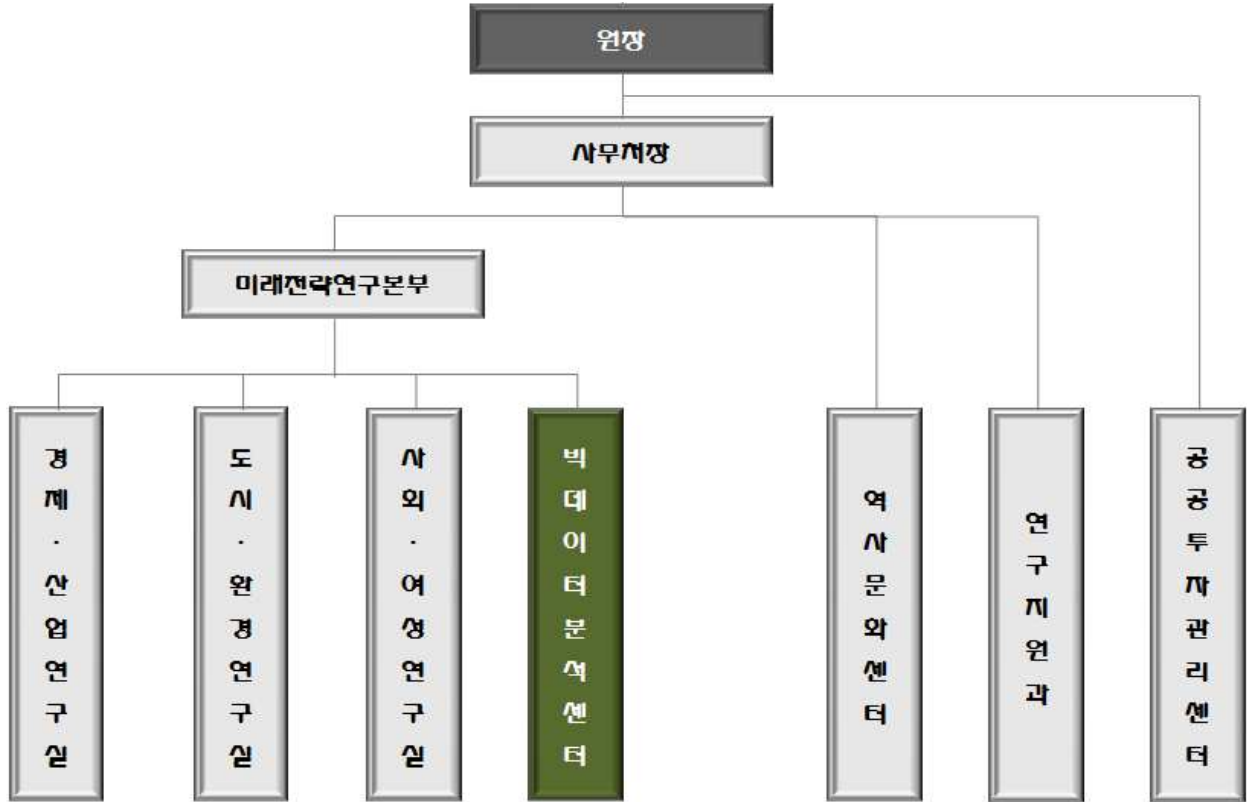 원장
사무처장
미래전략연구본부
경제·산업연구실
도시·환경연구실
사회·여성연구실
빅데이터분석센터
역사문화센터
연구지원과
공공투자관리센터